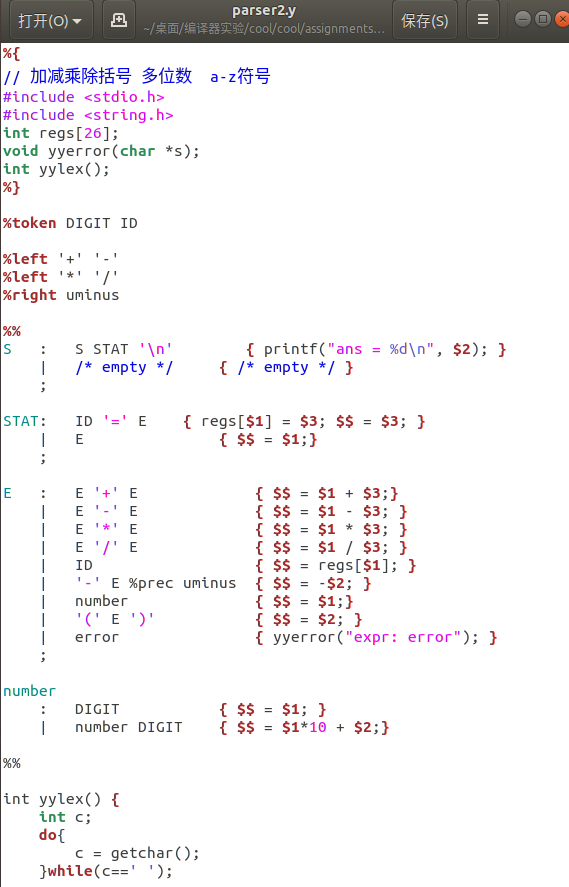 打开(O)
parser2.y
~/桌面/编译器实验/cool/cool/assignments...
保存(S)
%{
// 加减乘除括号 多位数  a-z符号
#include <stdio.h>
#include <string.h>
int regs[26];
void yyerror(char *s);
int yylex();
%}

%token DIGIT ID

%left '+' '-'
%left '*' '/'
%right uminus

%%
S   :   S STAT '\n'        { printf("ans = %d\n", $2); }
    |   /* empty */     { /* empty */ }
    ;

STAT:   ID '=' E    { regs[$1] = $3; $$ = $3; }
    |   E               { $$ = $1;}
    ;

E   :   E '+' E             { $$ = $1 + $3;}
    |   E '-' E             { $$ = $1 - $3; }
    |   E '*' E             { $$ = $1 * $3; }
    |   E '/' E             { $$ = $1 / $3; }
    |   ID                  { $$ = regs[$1]; }
    |   '-' E %prec uminus  { $$ = -$2; }
    |   number              { $$ = $1;}
    |   '(' E ')'           { $$ = $2; }
    |   error               { yyerror("expr: error"); }
    ;

number
    :   DIGIT           { $$ = $1; }
    |   number DIGIT    { $$ = $1*10 + $2;}

%%

int yylex() {
    int c;
    do{
        c = getchar();
    }while(c==' ');